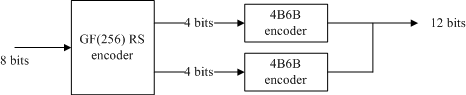 8 bits
GF(256) RS
encoder
4 bits
4B6B
encoder
4 bits
4B6B
encoder
12 bits